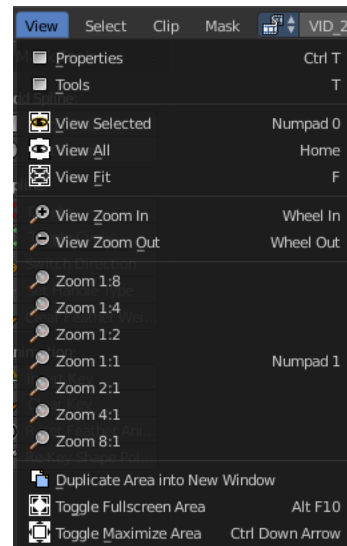 View Select Clip Mask VID_2
Properties Ctrl T
Tools T
View Selected Numpad 0
View All Home
View Fit F
View Zoom In Wheel In
View Zoom Out Wheel Out
Zoom 1:8
Zoom 1:4
Zoom 1:2
Zoom 1:1 Numpad 1
Zoom 2:1
Zoom 4:1
Zoom 8:1
Duplicate Area into New Window
Toggle Fullscreen Area Alt F10
Toggle Maximize Area Ctrl Down Arrow